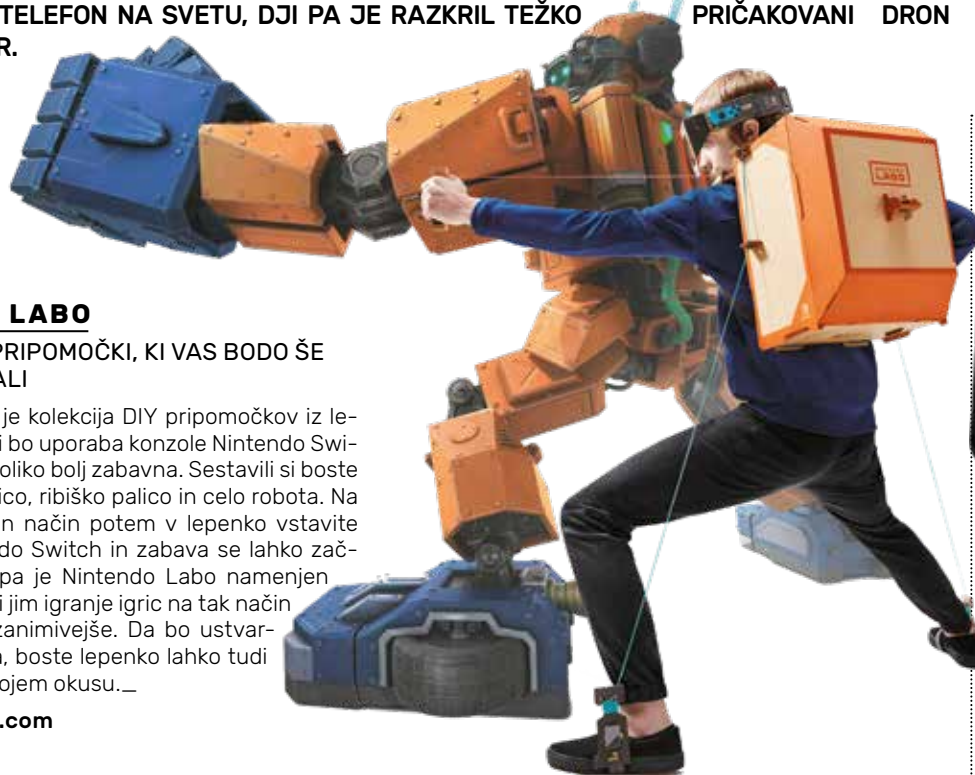 TELEFON NA SVETU, DJI PA JE RAZKRIL TEŽKO PRIČAKOVANI DRON
R.
LABO
LABO
PRIPOMOČKI, KI VAS BODO ŠE
ALI
je kolekcija DIY pripomočkov iz le-
i bo uporaba konzole Nintendo Swi-
oliko bolj zabavna. Sestavili si boste
ico, ribiško palico in celo robota. Na
n način potem v lepenko vstavite
do Switch in zabava se lahko zač-
pa je Nintendo Labo namenjen
i jim igranje igric na tak način
zanimivejše. Da bo ustvar-
, boste lepenko lahko tudi
ojem okusu._
.com